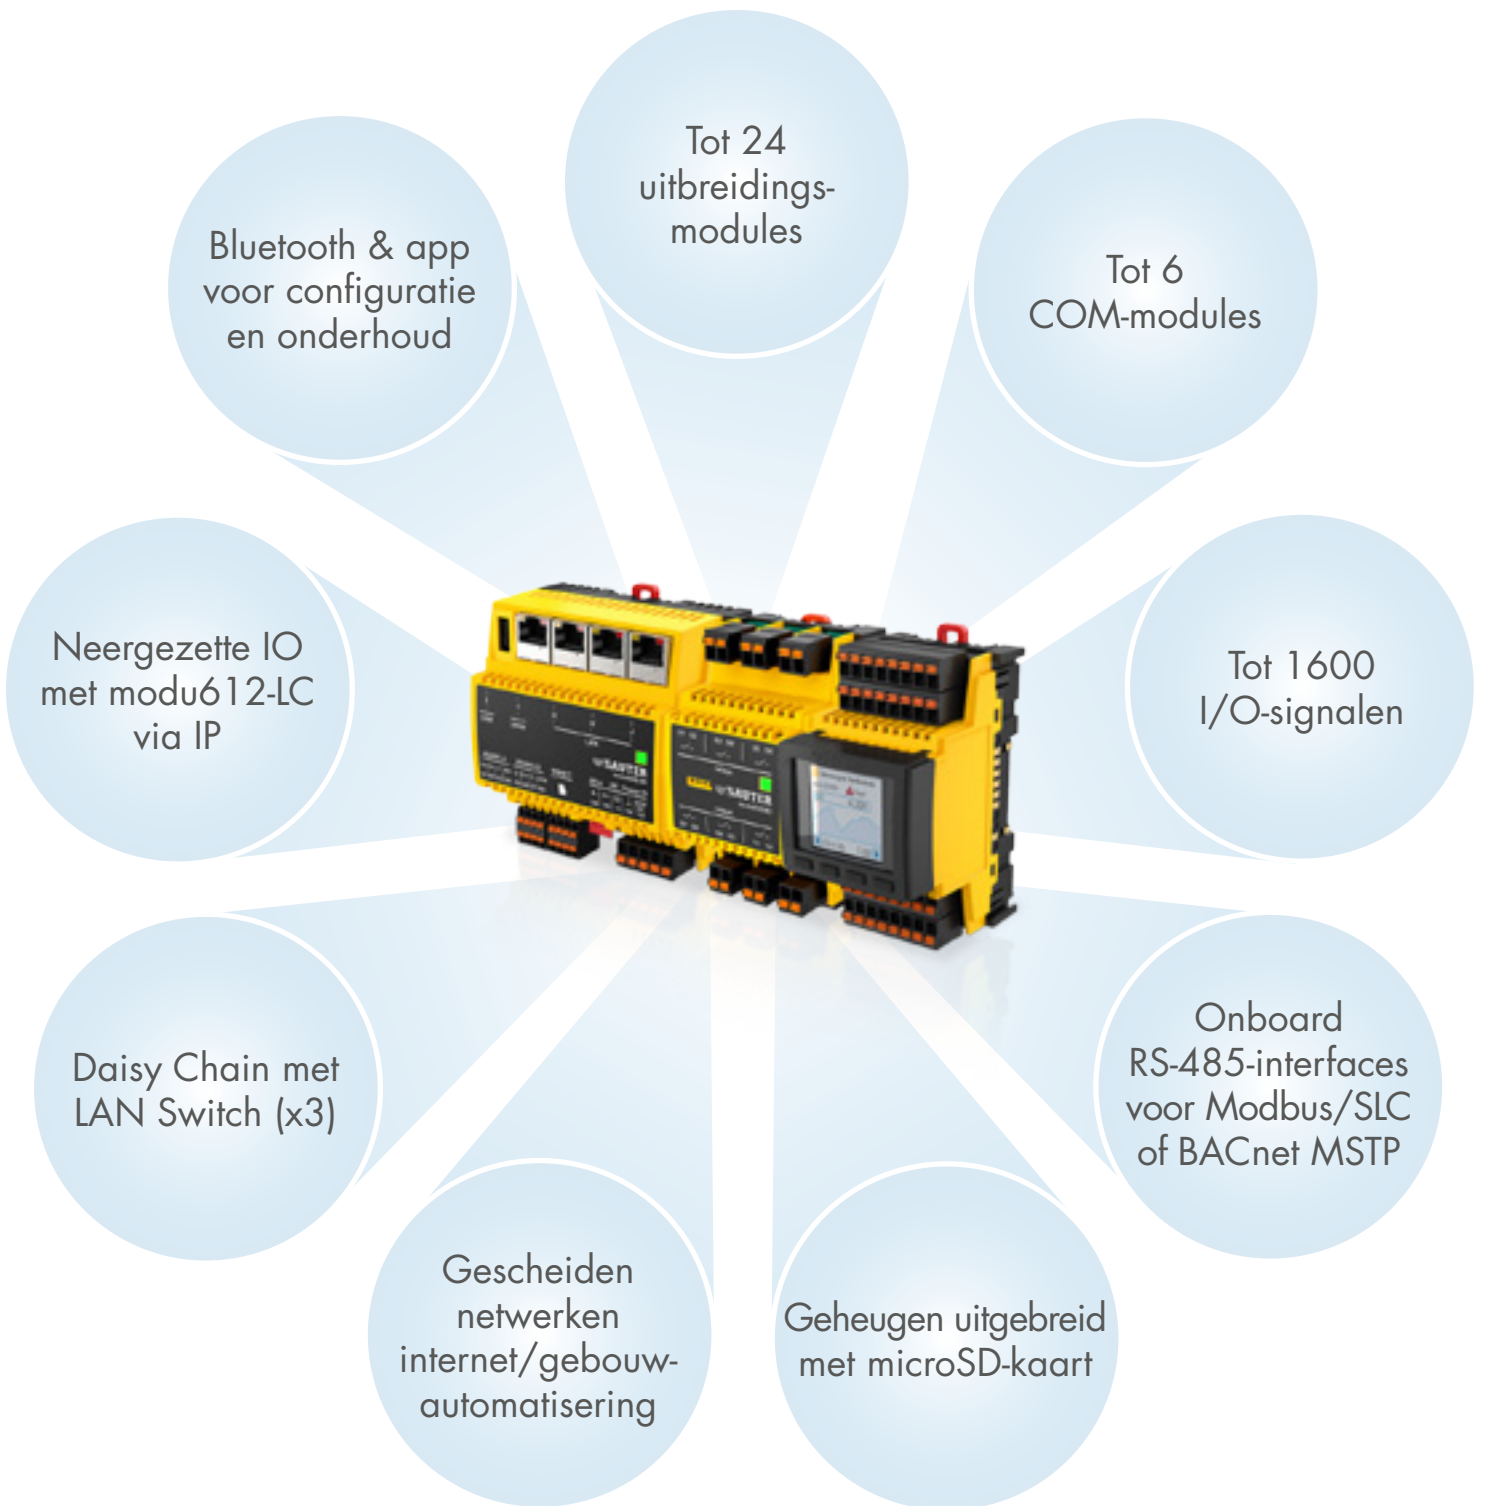 Tot 24
uitbreidings-
modules
Bluetooth & app
voor configuratie
en onderhoud
Tot 6
COM-modules
Neergezette IO
met modu612-LC
via IP
Tot 1600
I/O-signalen
SAUTER
SAUTER
Daisy Chain met
LAN Switch (x3)
Onboard
RS-485-interfaces
voor Modbus/SLC
of BACnet MSTP
Gescheiden
netwerken
internet/gebouw-
automatisering
Geheugen uitgebreid
met microSD-kaart